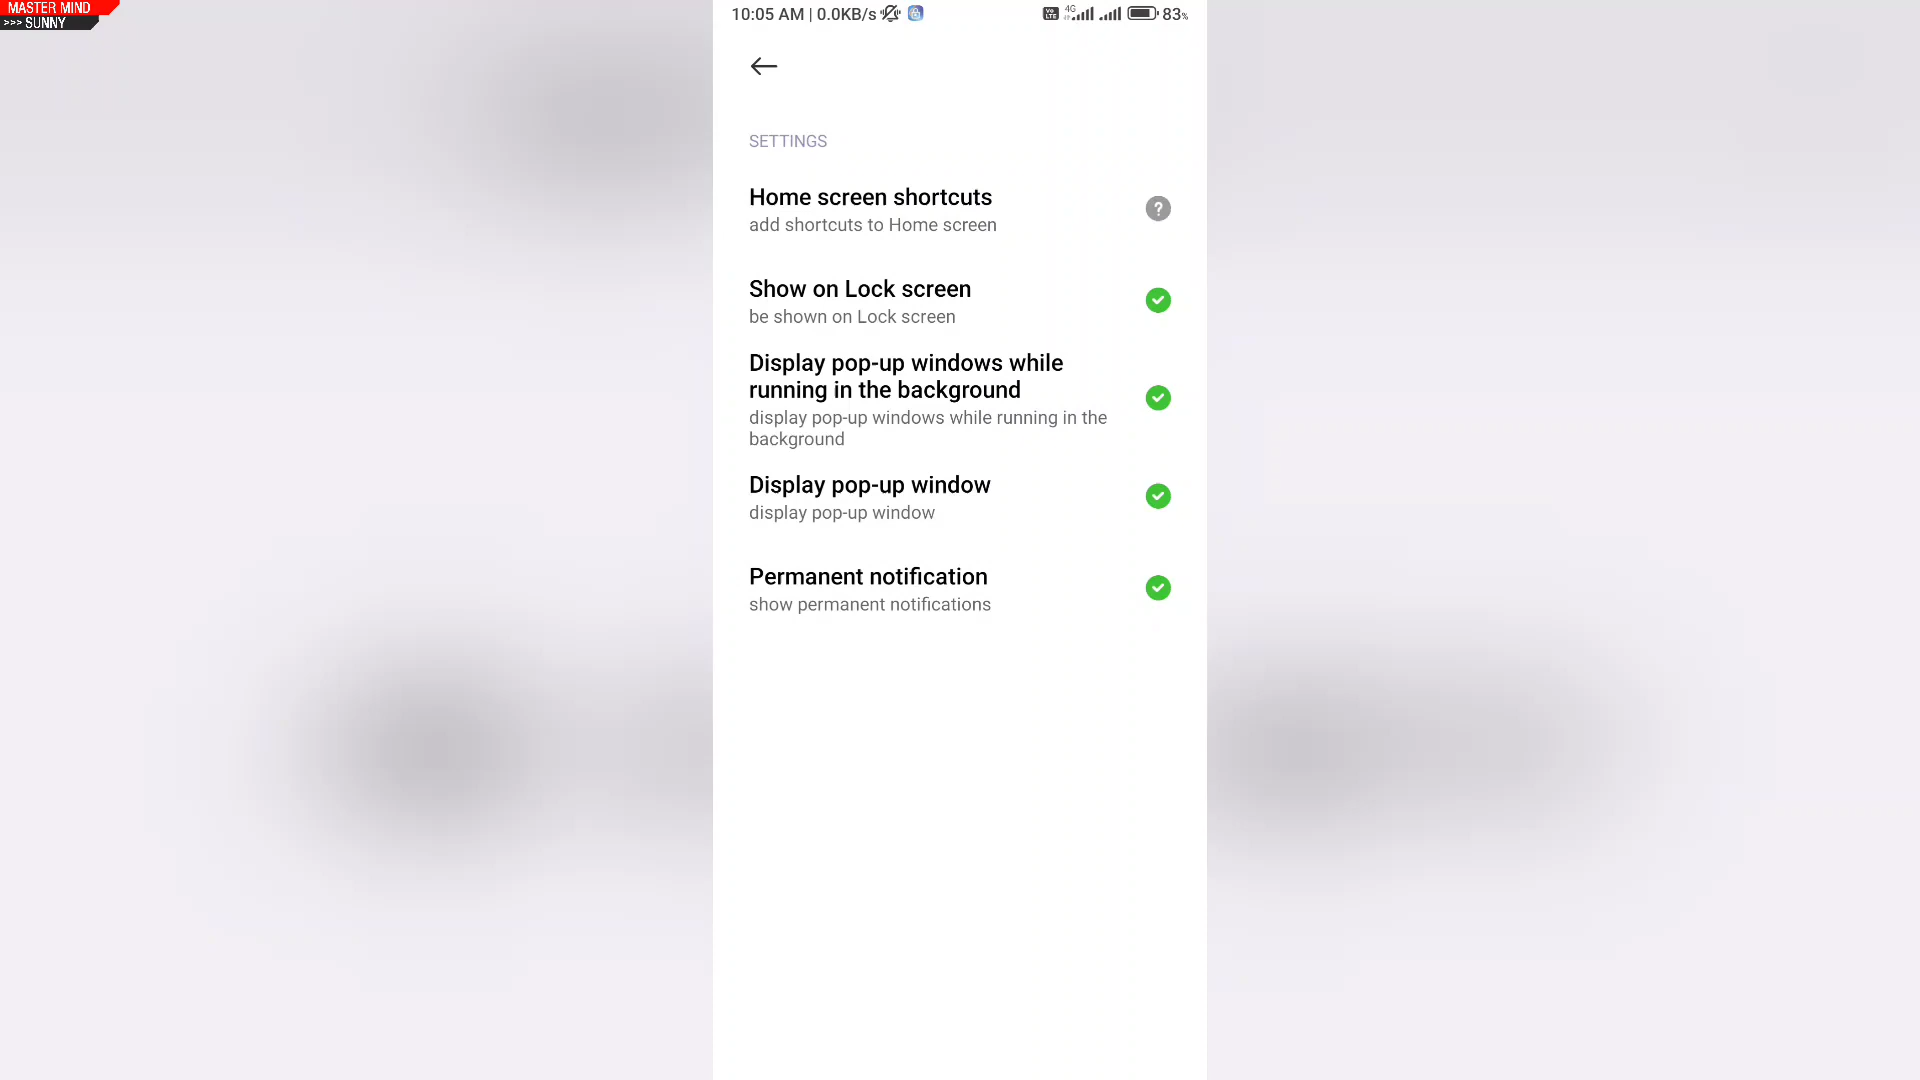 MASTER MIND
>>> SUNNY
10:05 AM | 0.0KB/s
Vo LTE 4G 83%
SETTINGS
Home screen shortcuts
add shortcuts to Home screen
?
Show on Lock screen
be shown on Lock screen
Display pop-up windows while
running in the background
display pop-up windows while running in the
background
Display pop-up window
display pop-up window
Permanent notification
show permanent notifications